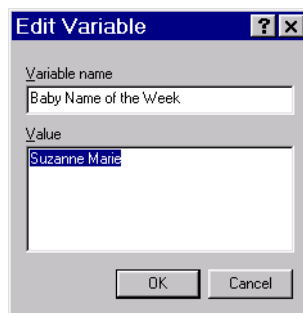 Edit Variable
Variable name
Baby Name of the Week
Value
Suzanne Marie
OK
Cancel